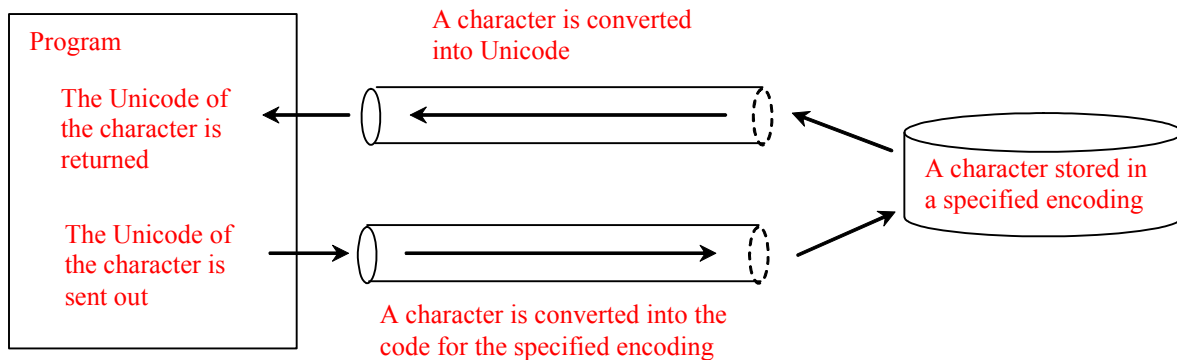 Program
The Unicode of
the character is
returned
The Unicode of
the character is
sent out
A character is converted
into Unicode
A character is converted into the
code for the specified encoding
A character stored in
a specified encoding